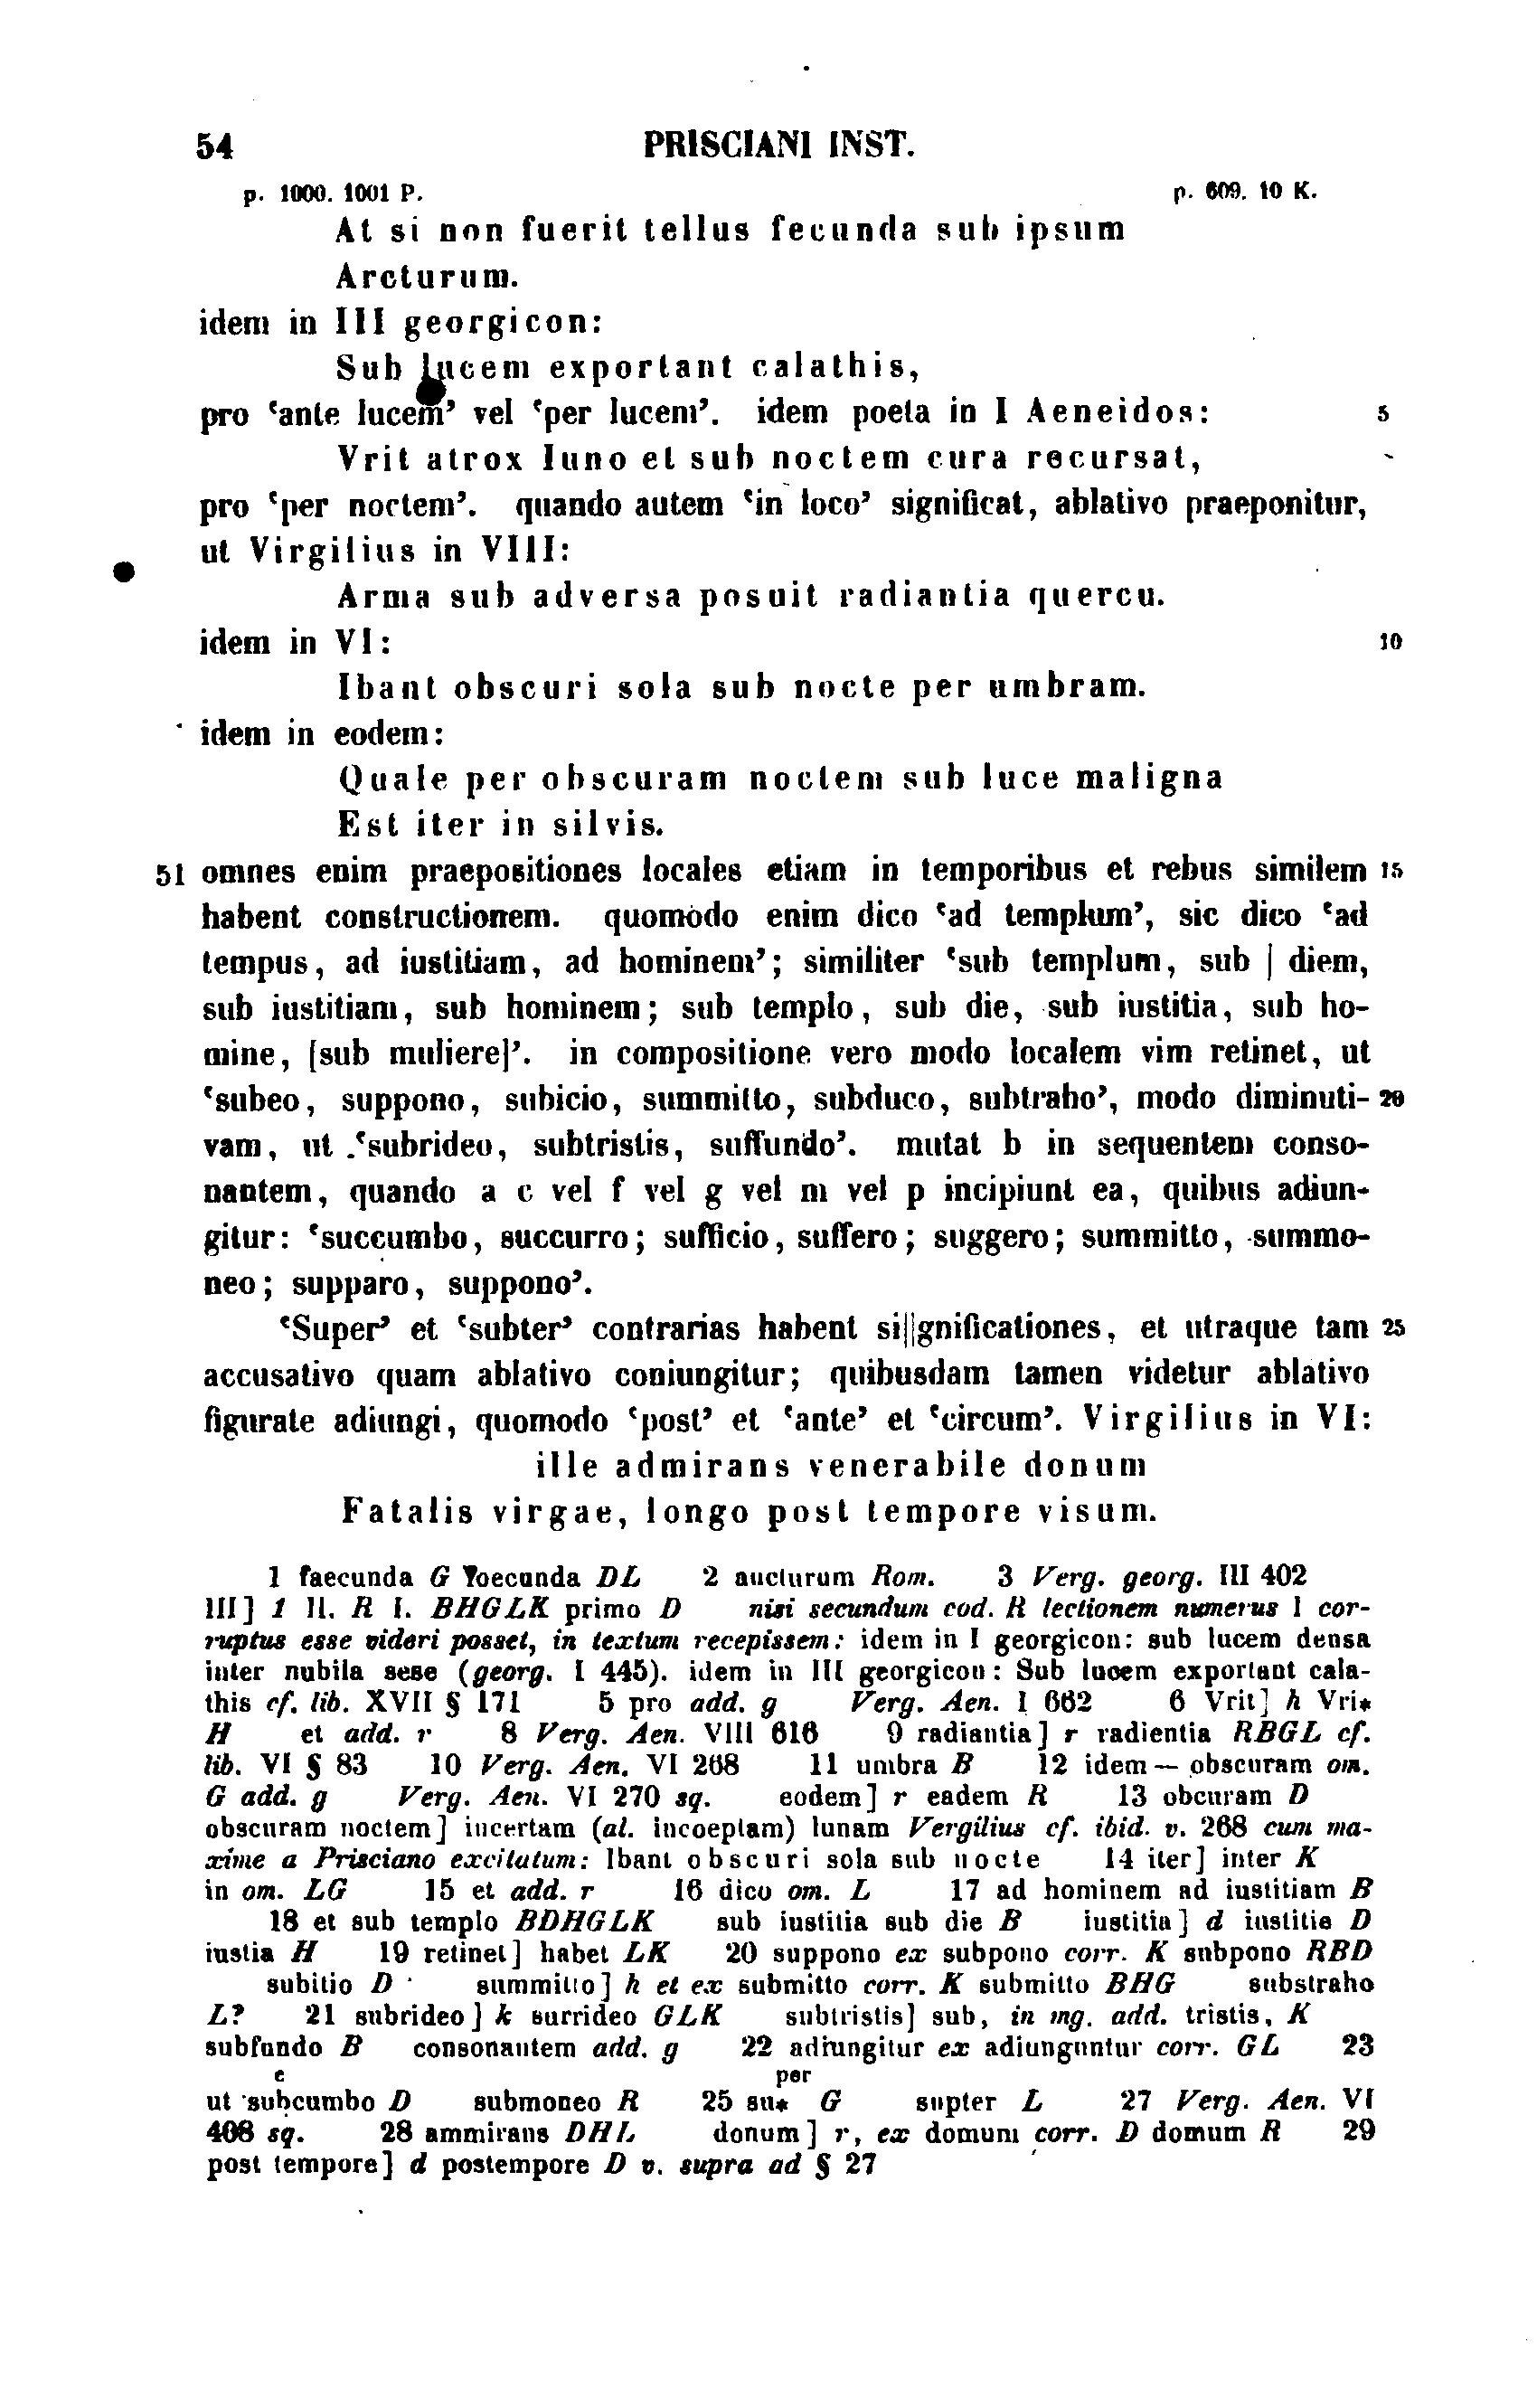 54 PRISCIANI INST.
p. 1000. 1001 P. p. 609. 10 K.
At si non fuerit tellus fecunda sub ipsum
Arcturum.
idem in III georgicon:
Sub lucem exportant calathis,
pro ‘ante lucem’ vel ‘per lucem’. idem poeta in I Aeneidos: 5
Vrit atrox Iuno et sub noctem cura recursat,
pro ‘per noctem’. quando autem ‘in loco’ significat, ablativo praeponitur,
ut Virgilius in VIII:
Arma sub adversa posuit radiantia quercu.
idem in VI: 10
Ibant obscuri sola sub nocte per umbram.
idem in eodem:
Quale per obscuram noctem sub luce maligna
Est iter in silvis.
51 omnes enim praepositiones locales etiam in temporibus et rebus similem 15
habent constructionem. quomodo enim dico ‘ad templum’, sic dico ‘ad
tempus, ad iustitiam, ad hominem’; similiter ‘sub templum, sub | diem,
sub iustitiam, sub hominem; sub templo, sub die, sub iustitia, sub ho-
mine, [sub muliere]’. in compositione vero modo localem vim retinet, ut
‘subeo, suppono, subicio, summitto, subduco, subtraho’, modo diminuti- 20
vam, ut ‘subrideo, subtristis, suffundo’. mutat b in sequentem conso-
nantem, quando a c vel f vel g vel m vel p incipiunt ea, quibus adiun-
gitur: ‘succumbo, succurro; sufficio, suffero; suggero; summitto, summo-
neo; supparo, suppono’.
‘Super’ et ‘subter’ contrarias habent si||gnificationes, et utraque tam 25
accusativo quam ablativo coniungitur; quibusdam tamen videtur ablativo
figurate adiungi, quomodo ‘post’ et ‘ante’ et ‘circum’. Virgilius in VI:
ille admirans venerabile donum
Fatalis virgae, longo post tempore visum.
1 faecunda G foecunda DL 2 aucturum Rom. 3 Verg. georg. III 402
III] 1 II. R I. BHGLK primo D nisi secundum cod. R lectionem numerus I cor-
ruptus esse videri posset, in textum recepissem: idem in I georgicon: sub lucem densa
inter nubila sese (georg. I 445). idem in III georgicon: Sub lucem exportant cala-
this cf. lib. XVII § 171 5 pro add. g Verg. Aen. I 662 6 Vrit] h Vri*
H et add. r 8 Verg. Aen. VIII 616 9 radiantia] r radientia RBGL cf.
lib. VI § 83 10 Verg. Aen. VI 268 11 umbra B 12 idem — obscuram om.
G add. g Verg. Aen. VI 270 sq. eodem] r eadem R 13 obcuram D
obscuram noctem] incertam (al. incoeptam) lunam Vergilius cf. ibid. v. 268 cum ma-
xime a Prisciano excitatum: Ibant obscuri sola sub nocte 14 iter] inter K
in om. LG 15 et add. r 16 dico om. L 17 ad hominem ad iustitiam B
18 et sub templo BDHGLK sub iustitia sub die B iustitia] d iustitie D
iustia H 19 retinet] habet LK 20 suppono ex subpono corr. K subpono RBD
subitio D summitto] h et ex submitto corr. K submitto BHG substraho
L? 21 subrideo] k surrideo GLK subtristis] sub, in mg. add. tristis, K
subfundo B consonantem add. g 22 adiungitur ex adiunguntur corr. GL 23
c per
ut subcumbo D submoneo R 25 su* G supter L 27 Verg. Aen. VI
408 sq. 28 ammirans DHL donum] r, ex domum corr. D domum R 29
post tempore] d postempore D v. supra ad § 27